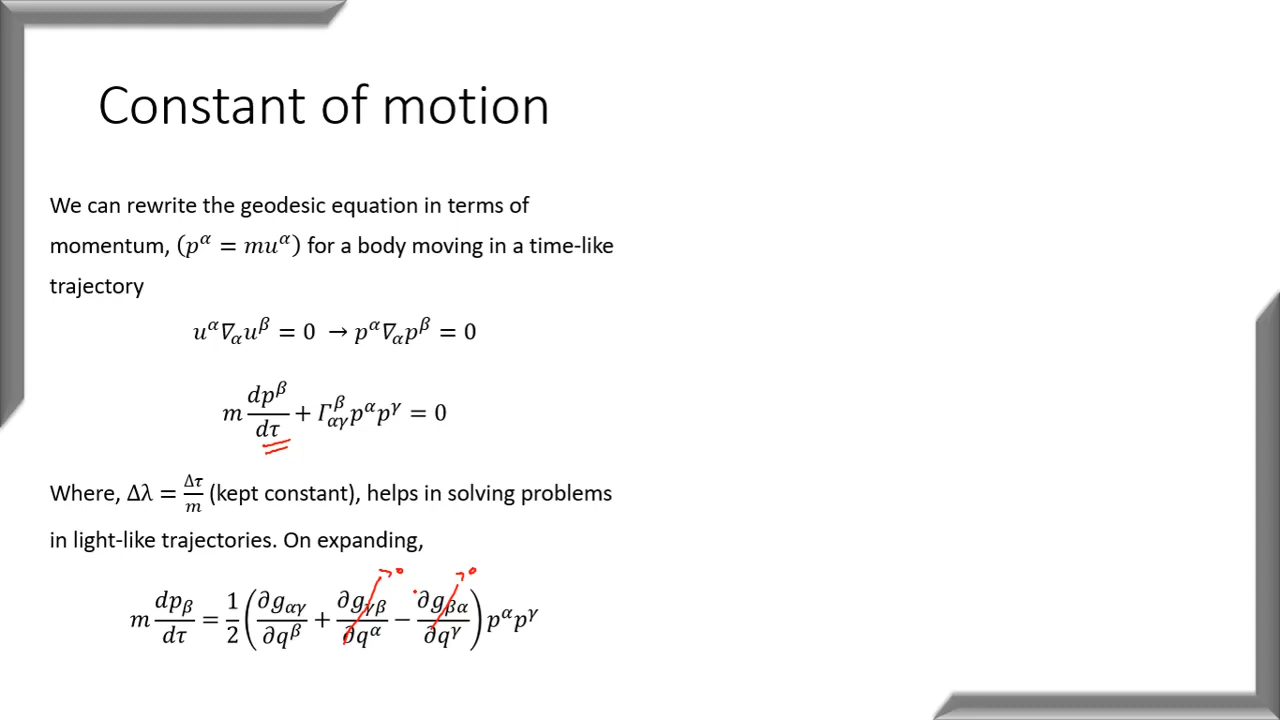 Constant of motion
We can rewrite the geodesic equation in terms of
momentum, (p^α = mu^α) for a body moving in a time-like
trajectory
u^α ∇_α u^β = 0 → p^α ∇_α p^β = 0
m dp^β/dτ + Γ^β_αγ p^α p^γ = 0
Where, Δλ = Δτ/m (kept constant), helps in solving problems
in light-like trajectories. On expanding,
→0 →0
m dp_β/dτ = 1/2 (∂g_αγ/∂q^β + ∂g_γβ/∂q^α − ∂g_βα/∂q^γ) p^α p^γ